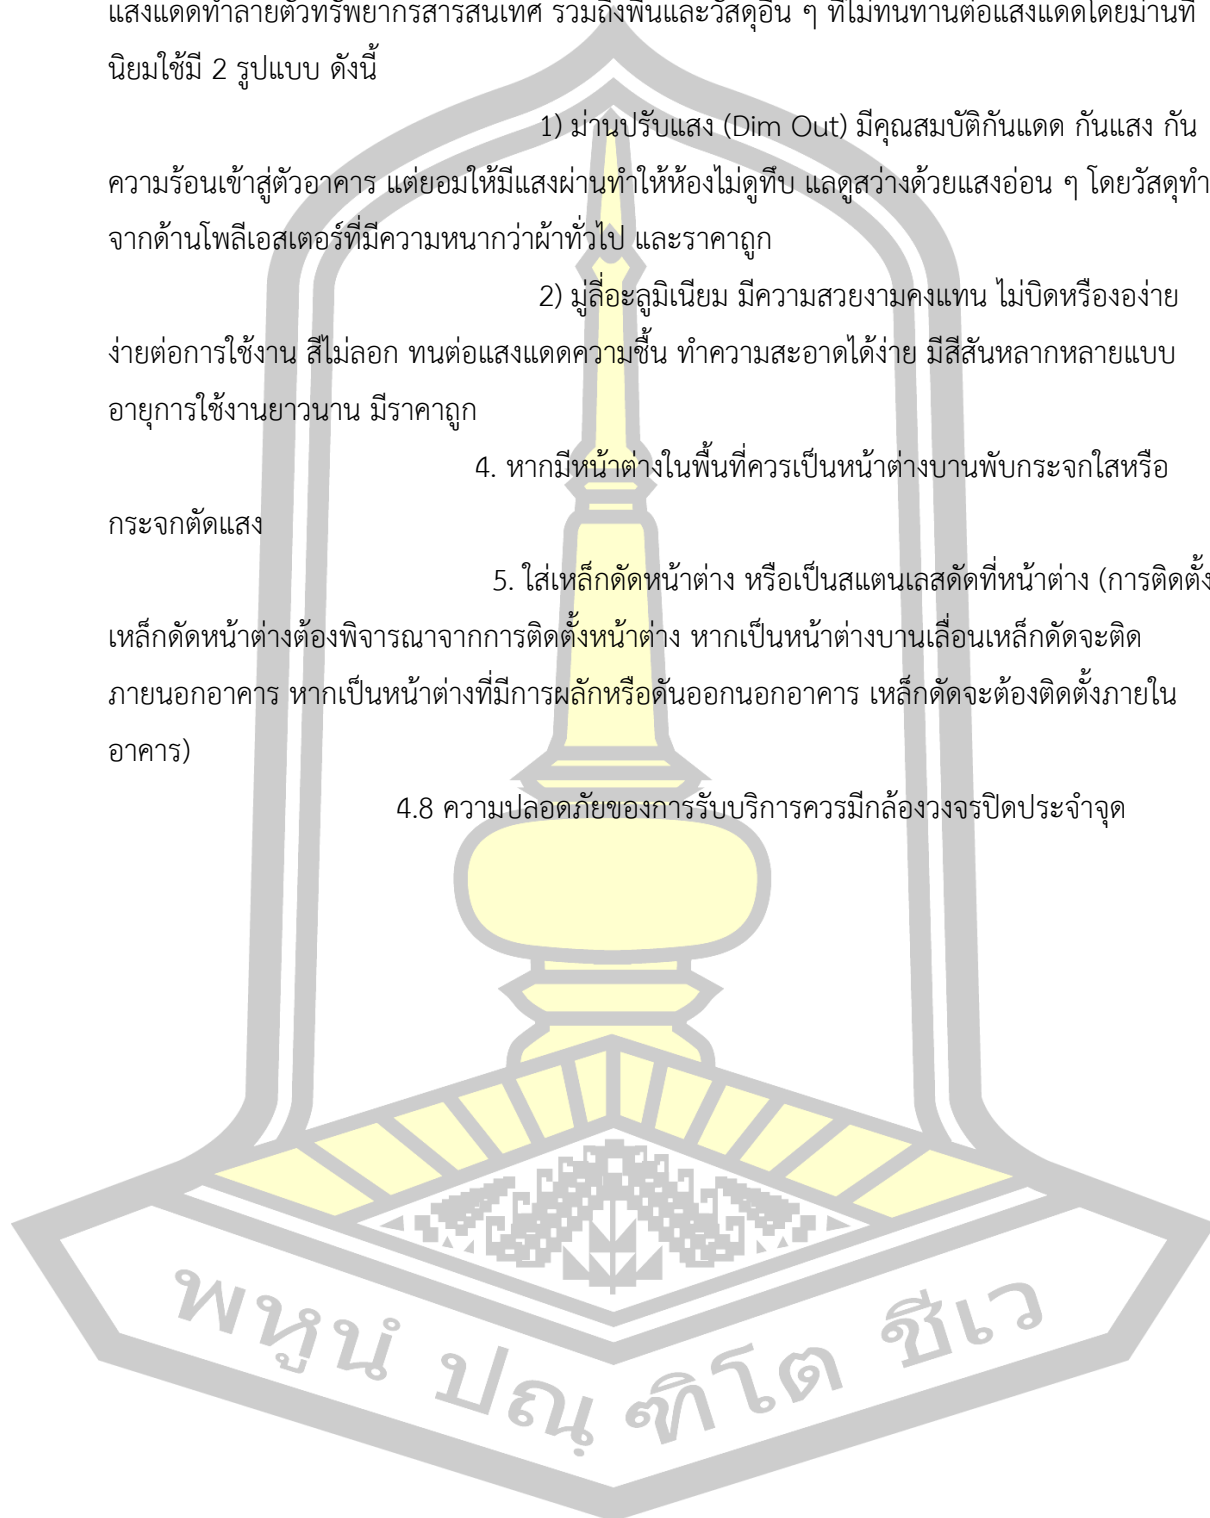 แสงแดดทำลายตัวทรัพยากรสารสนเทศ รวมถึงพื้นและวัสดุอื่น ๆ ที่ไม่ทนทานต่อแสงแดดโดยม่านที่
นิยมใช้มี 2 รูปแบบ ดังนี้
1) ม่านปรับแสง (Dim Out) มีคุณสมบัติกันแดด กันแสง กัน
ความร้อนเข้าสู่ตัวอาคาร แต่ยอมให้มีแสงผ่านทำให้ห้องไม่ดูทึบ แลดูสว่างด้วยแสงอ่อน ๆ โดยวัสดุทำ
จากด้านโพลีเอสเตอร์ที่มีความหนากว่าผ้าทั่วไป และราคาถูก
2) มู่ลี่อะลูมิเนียม มีความสวยงามคงแทน ไม่บิดหรืององ่าย
ง่ายต่อการใช้งาน สีไม่ลอก ทนต่อแสงแดดความชื้น ทำความสะอาดได้ง่าย มีสีสันหลากหลายแบบ
อายุการใช้งานยาวนาน มีราคาถูก
4. หากมีหน้าต่างในพื้นที่ควรเป็นหน้าต่างบานพับกระจกใสหรือ
กระจกตัดแสง
5. ใส่เหล็กดัดหน้าต่าง หรือเป็นสแตนเลสดัดที่หน้าต่าง (การติดตั้ง
เหล็กดัดหน้าต่างต้องพิจารณาจากการติดตั้งหน้าต่าง หากเป็นหน้าต่างบานเลื่อนเหล็กดัดจะติด
ภายนอกอาคาร หากเป็นหน้าต่างที่มีการผลักหรือดันออกนอกอาคาร เหล็กดัดจะต้องติดตั้งภายใน
อาคาร)
4.8 ความปลอดภัยของการรับบริการควรมีกล้องวงจรปิดประจำจุด
พหูนํ ปณฺฑิโต ชีเว